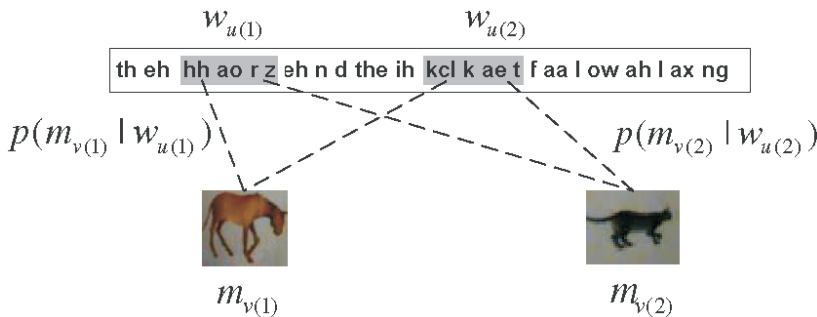 w_{u(1)} w_{u(2)}
th eh hh ao r z eh n d the ih kcl k ae t f aa l ow ah l ax ng
p(m_{v(1)} | w_{u(1)}) p(m_{v(2)} | w_{u(2)})
m_{v(1)} m_{v(2)}